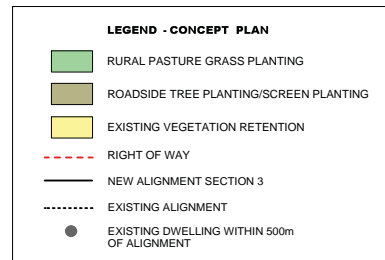 LEGEND - CONCEPT PLAN
RURAL PASTURE GRASS PLANTING
ROADSIDE TREE PLANTING/SCREEN PLANTING
EXISTING VEGETATION RETENTION
RIGHT OF WAY
NEW ALIGNMENT SECTION 3
EXISTING ALIGNMENT
EXISTING DWELLING WITHIN 500m
OF ALIGNMENT